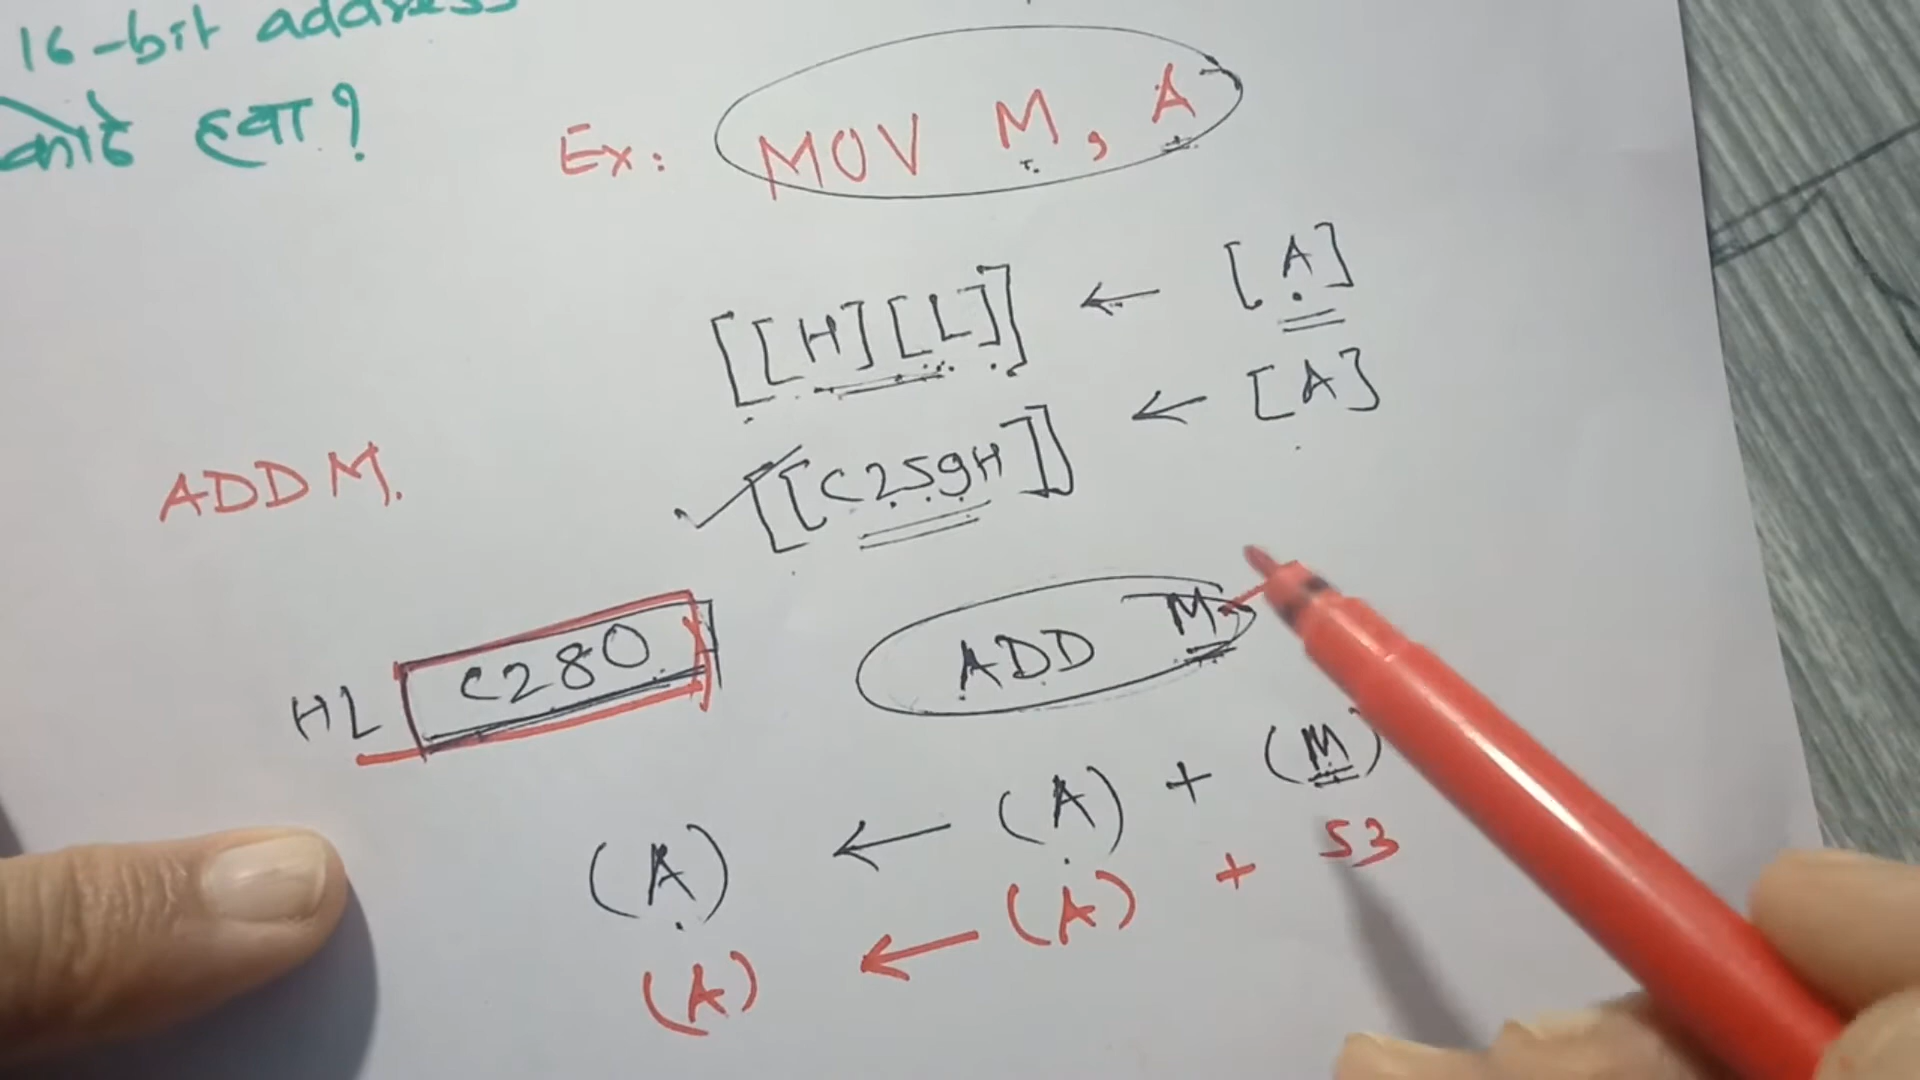 16-bit address
कोठे हवा?
Ex: MOV M, A
[[H][L]] ← [A]
[[C259H]] ← [A]
ADD M.
HL C280
ADD M
(A) ← (A) + (M)
(A) ← (A) + 53